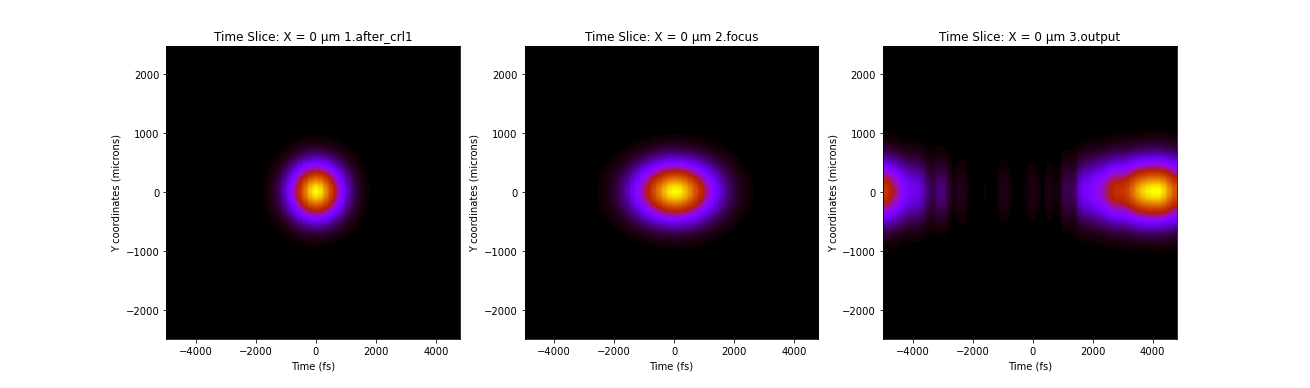 Time Slice: X = 0 μm 1.after_crl1
Time Slice: X = 0 μm 2.focus
Time Slice: X = 0 μm 3.output
Y coordinates (microns)
2000
1000
0
−1000
−2000
−4000 −2000 0 2000 4000
Time (fs)
Y coordinates (microns)
2000
1000
0
−1000
−2000
−4000 −2000 0 2000 4000
Time (fs)
Y coordinates (microns)
2000
1000
0
−1000
−2000
−4000 −2000 0 2000 4000
Time (fs)